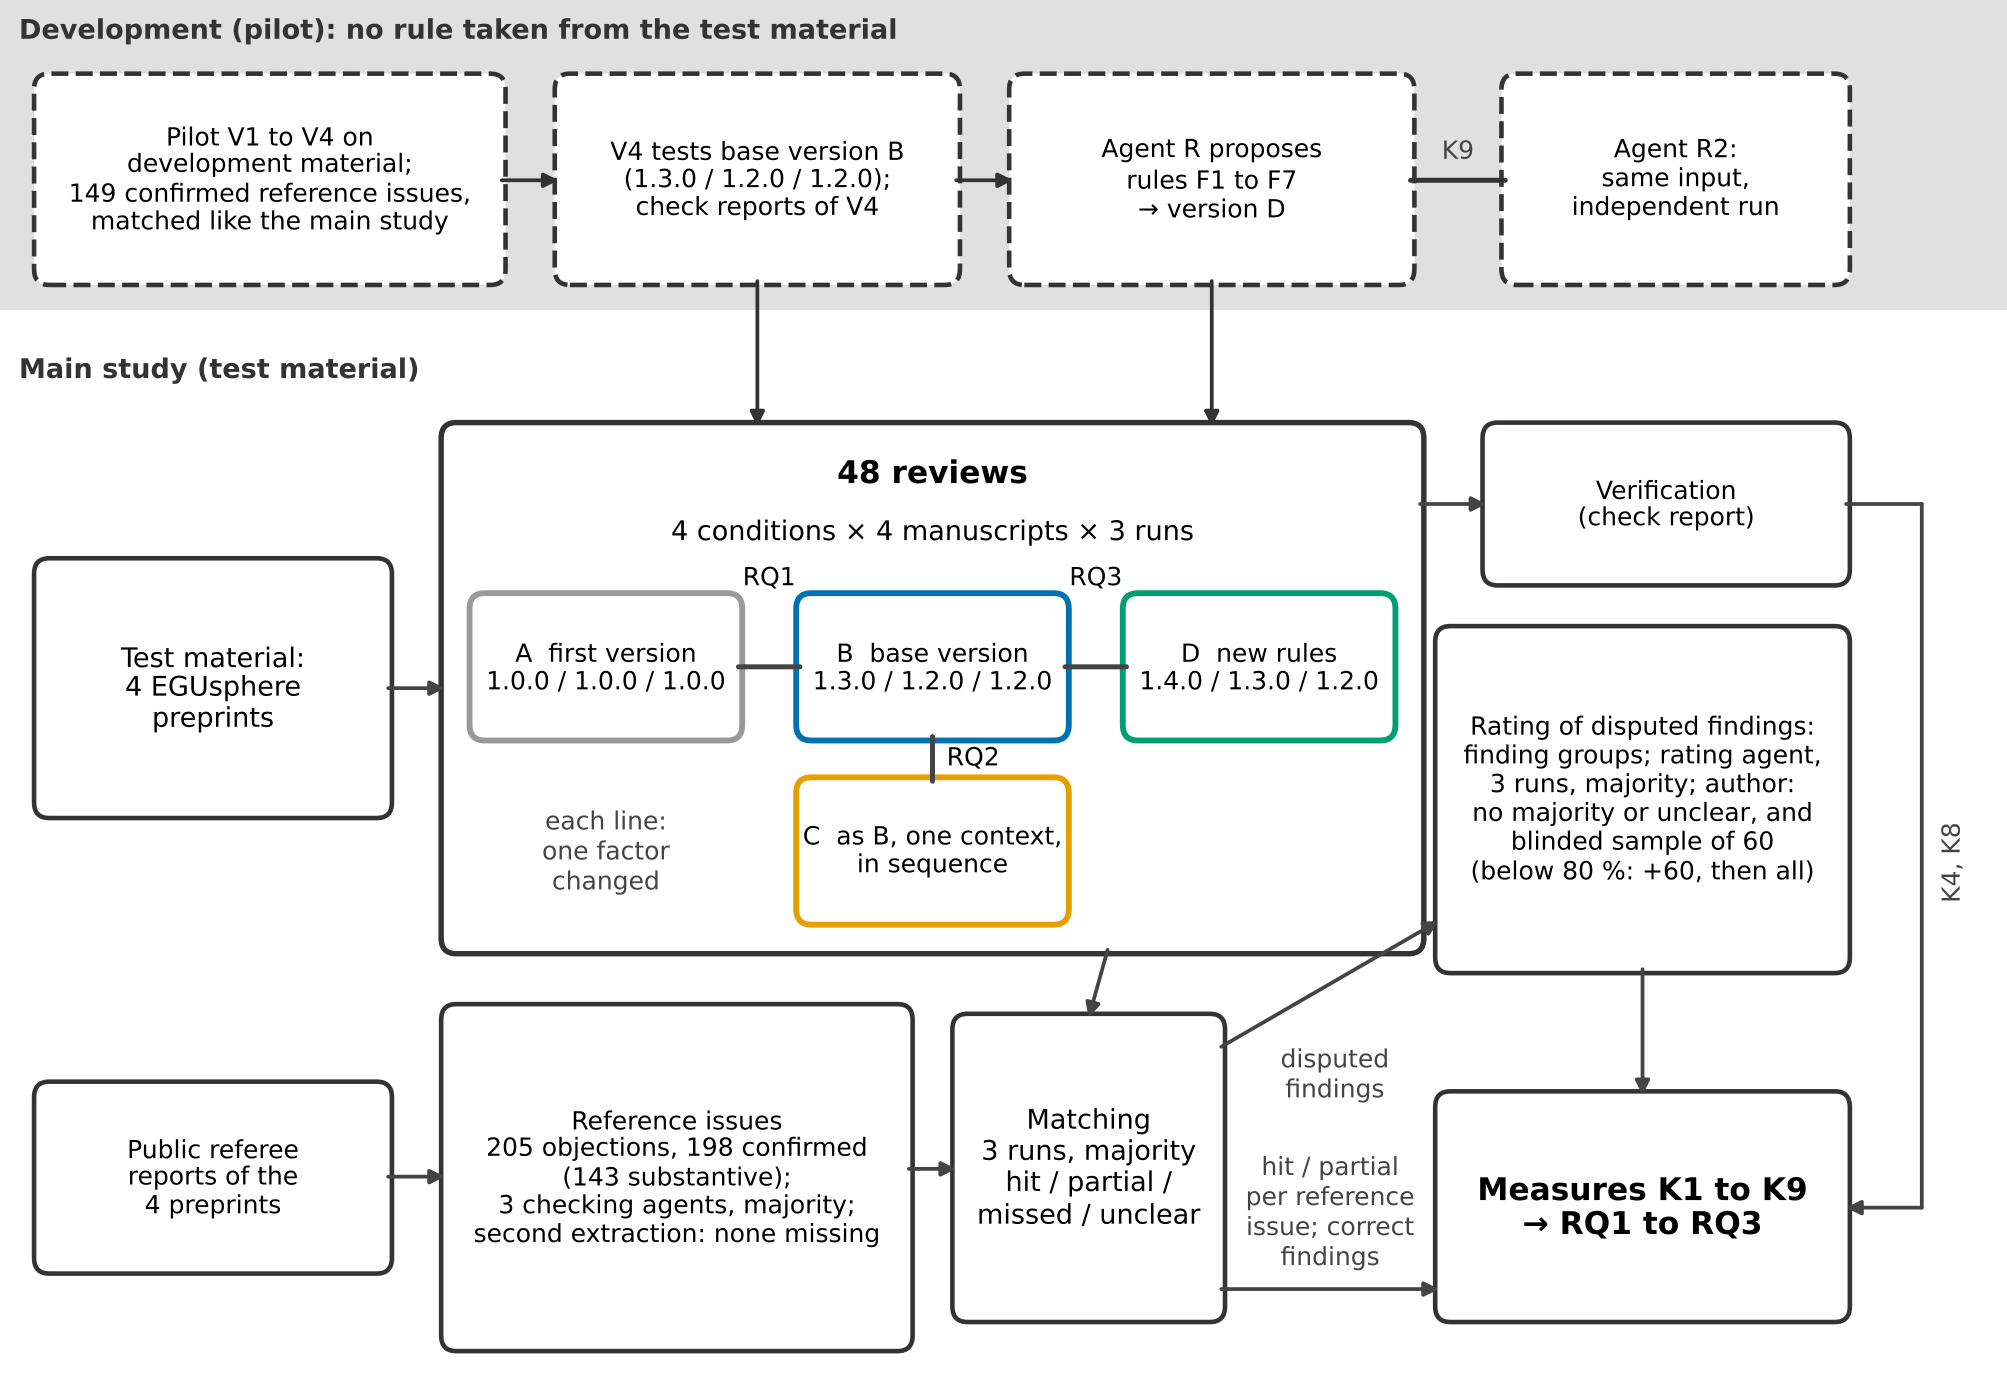 Development (pilot): no rule taken from the test material
Pilot V1 to V4 on
development material;
149 confirmed reference issues,
matched like the main study
V4 tests base version B
(1.3.0 / 1.2.0 / 1.2.0);
check reports of V4
Agent R proposes
rules F1 to F7
→ version D
K9
Agent R2:
same input,
independent run
Main study (test material)
48 reviews
4 conditions × 4 manuscripts × 3 runs
RQ1
RQ3
A  first version
1.0.0 / 1.0.0 / 1.0.0
B  base version
1.3.0 / 1.2.0 / 1.2.0
D  new rules
1.4.0 / 1.3.0 / 1.2.0
RQ2
C  as B, one context,
in sequence
each line:
one factor
changed
Test material:
4 EGUsphere
preprints
Verification
(check report)
Rating of disputed findings:
finding groups; rating agent,
3 runs, majority; author:
no majority or unclear, and
blinded sample of 60
(below 80 %: +60, then all)
K4, K8
Public referee
reports of the
4 preprints
Reference issues
205 objections, 198 confirmed
(143 substantive);
3 checking agents, majority;
second extraction: none missing
Matching
3 runs, majority
hit / partial /
missed / unclear
disputed
findings
hit / partial
per reference
issue; correct
findings
Measures K1 to K9
→ RQ1 to RQ3